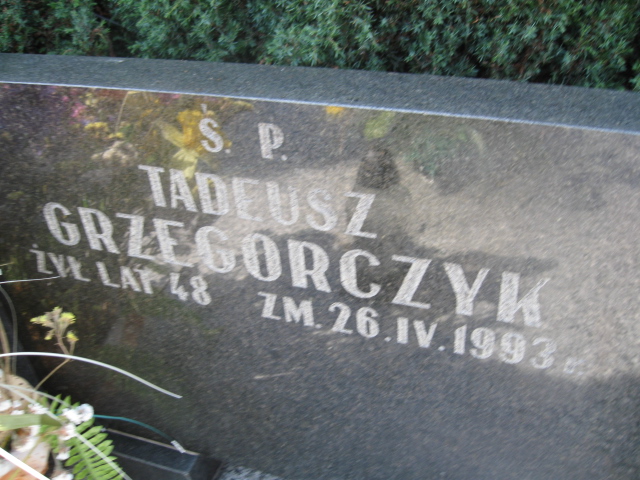 Ś. P.
TADEUSZ
GRZEGORCZYK
ŻYŁ LAT 48 ZM. 26.IV.1993 r.